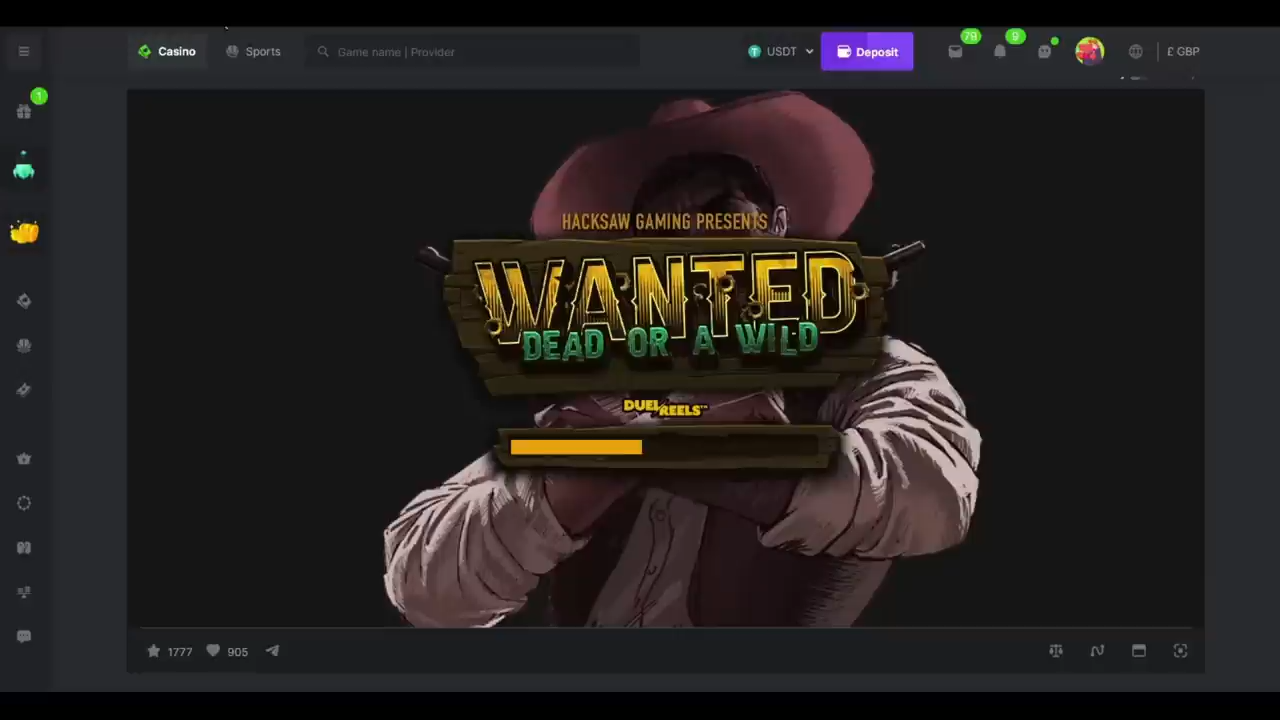 Casino
Sports
Game name | Provider
USDT
Deposit
79
9
£ GBP
1
HACKSAW GAMING PRESENTS
WANTED
DEAD OR A WILD
DUEL REELS™
1777
905